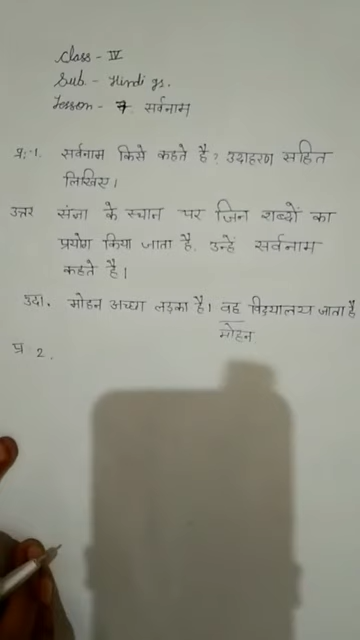 Class - IV
Sub. - Hindi gr.
Lesson - 7. सर्वनाम
प्र: 1. सर्वनाम किसे कहते है? उदाहरण सहित
लिखिए।
उत्तर संज्ञा के स्थान पर जिन शब्दों का
प्रयोग किया जाता है, उन्हें सर्वनाम
कहते है।
उदा. मोहन अच्छा लड़का है। वह विद्यालय जाता है
मोहन
प्र 2.